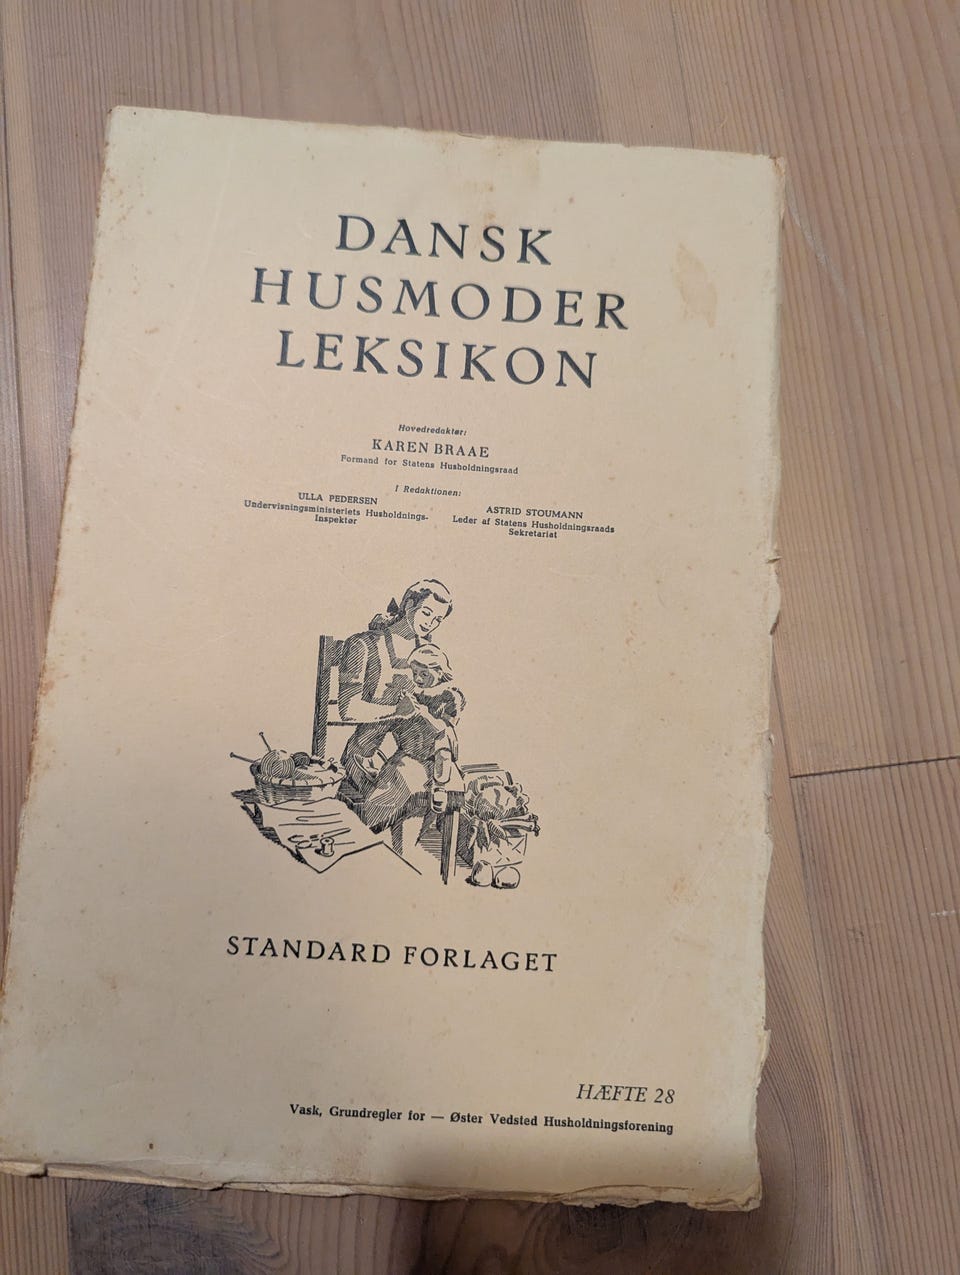 DANSK
HUSMODER
LEKSIKON
Hovedredaktør:
KAREN BRAAE
Formand for Statens Husholdningsraad
I Redaktionen:
ULLA PEDERSEN
Undervisningsministeriets Husholdnings-
Inspektør
ASTRID STOUMANN
Leder af Statens Husholdningsraads
Sekretariat
STANDARD FORLAGET
HÆFTE 28
Vask, Grundregler for — Øster Vedsted Husholdningsforening